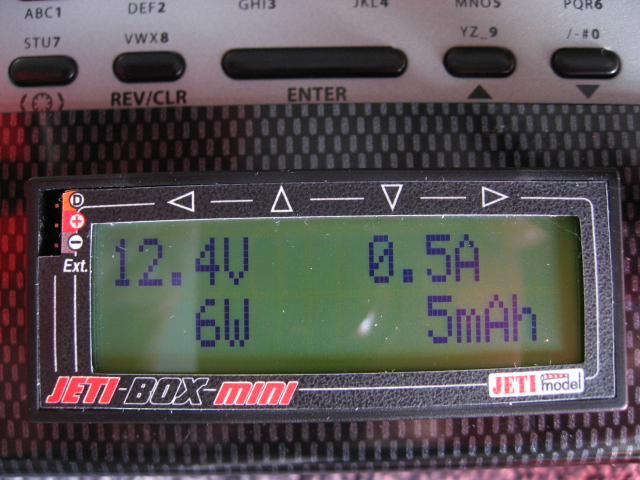 ABC1 DEF2 GHI3 JKL4 MNO5 PQR6
STU7 VWX8 YZ_9 /-#0
REV/CLR ENTER
D
Ext.
12.4V 0.5A
6W 5mAh
JETI-BOX-MINI
JETI model